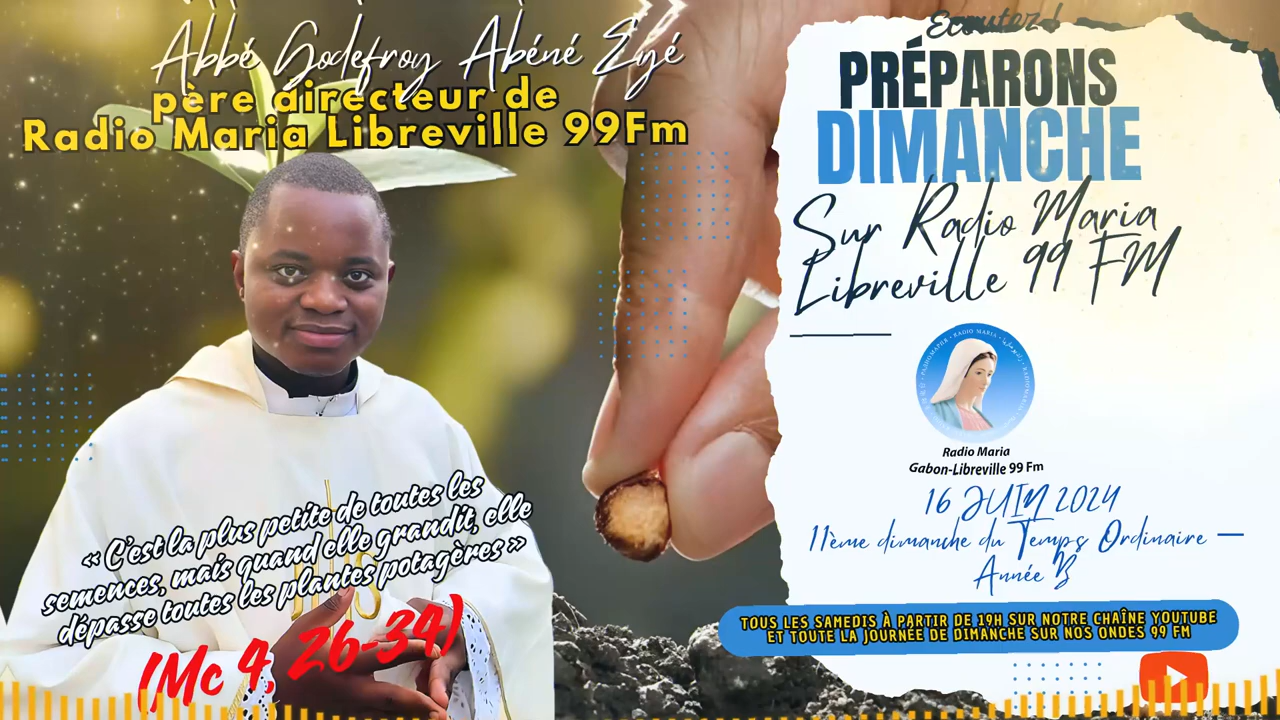 Abbé Godefroy Abéné Eyé
père directeur de
Radio Maria Libreville 99Fm
« C'est la plus petite de toutes les
semences, mais quand elle grandit, elle
dépasse toutes les plantes potagères »
(Mc 4, 26-34)
Ecoutez !
PRÉPARONS
DIMANCHE
Sur Radio Maria
Libreville 99 FM
RADIO MARIA
Radio Maria
Gabon-Libreville 99 Fm
16 JUIN 2024
11ème dimanche du Temps Ordinaire —
Année B
TOUS LES SAMEDIS À PARTIR DE 19H SUR NOTRE CHAÎNE YOUTUBE
ET TOUTE LA JOURNÉE DE DIMANCHE SUR NOS ONDES 99 FM